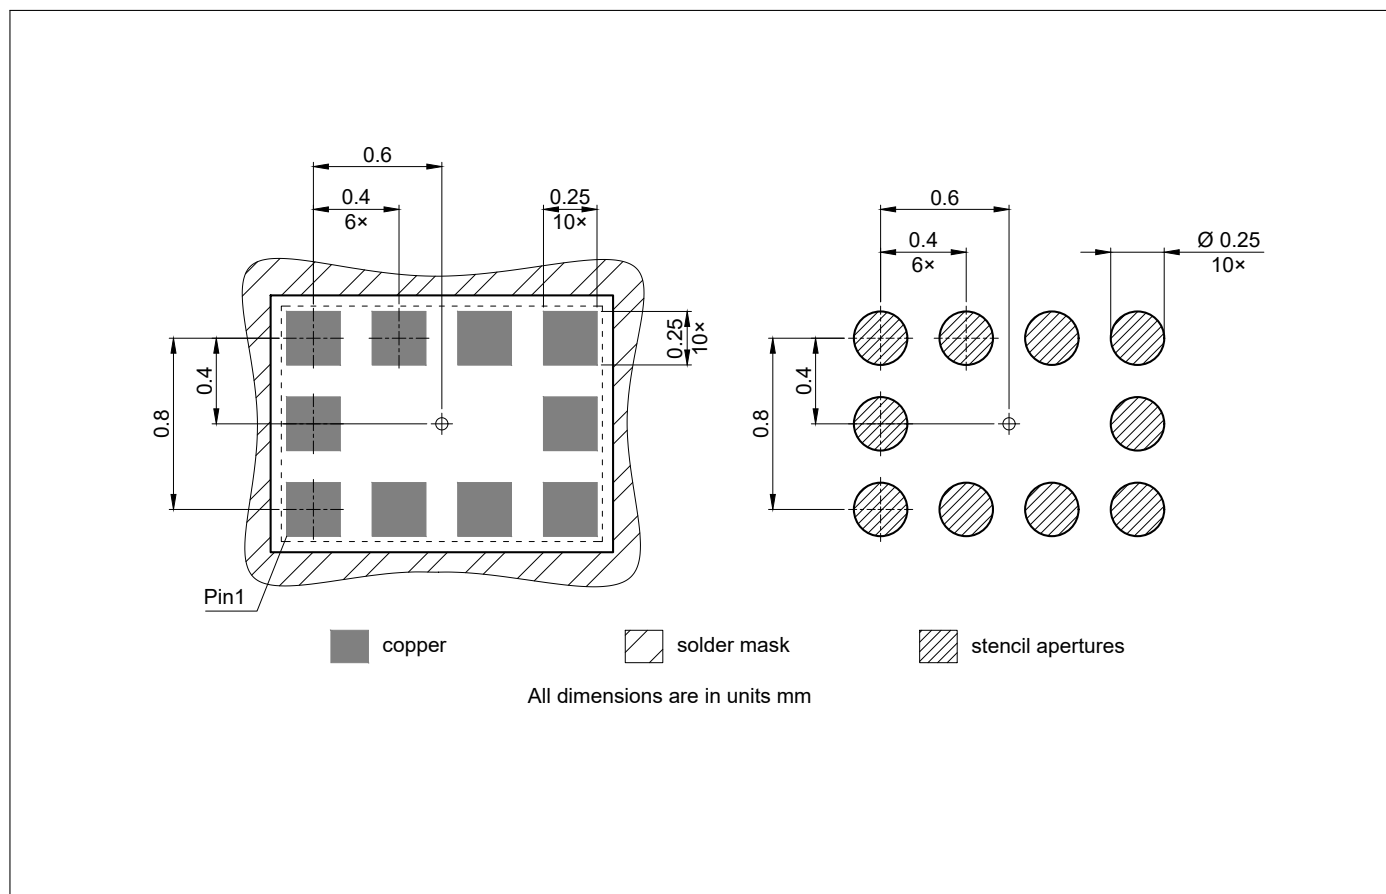 0.6
0.4
6×
0.25
10×
0.6
0.4
6×
Ø 0.25
10×
0.25
10×
0.8
0.4
0.8
0.4
Pin1
copper
solder mask
stencil apertures
All dimensions are in units mm